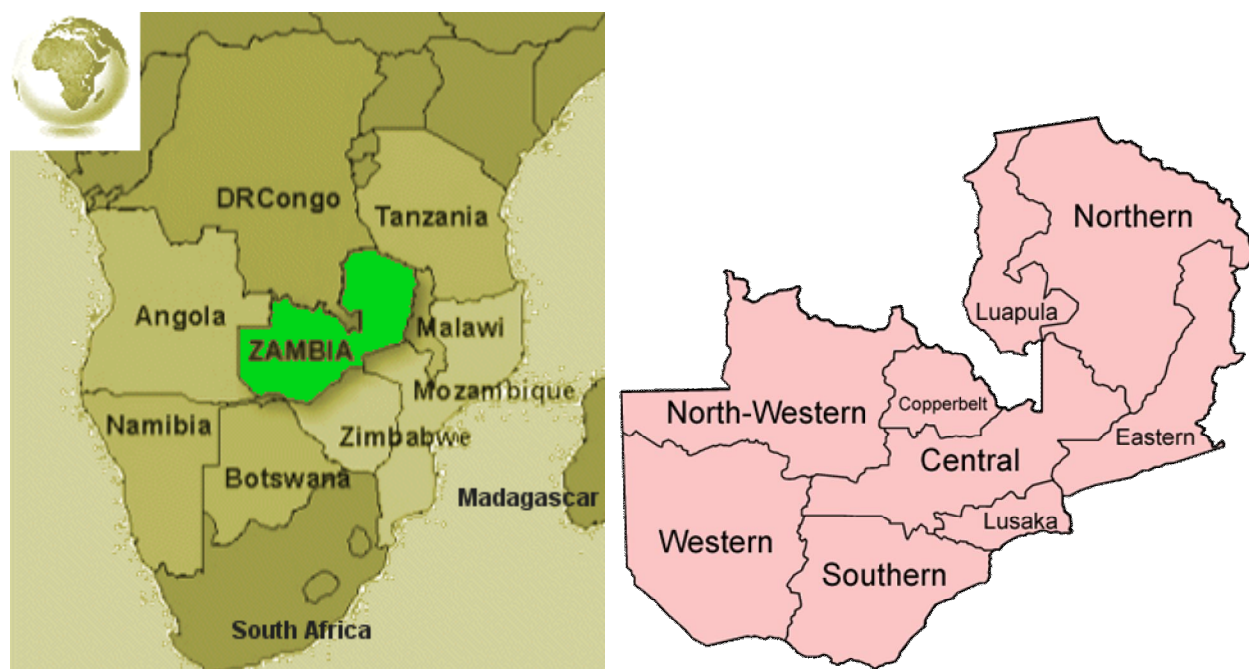 DRCongo
Tanzania
Angola
Malawi
ZAMBIA
Mozambique
Namibia
Zimbabwe
Botswana
Madagascar
South Africa
Northern
Luapula
North-Western
Copperbelt
Eastern
Central
Lusaka
Western
Southern